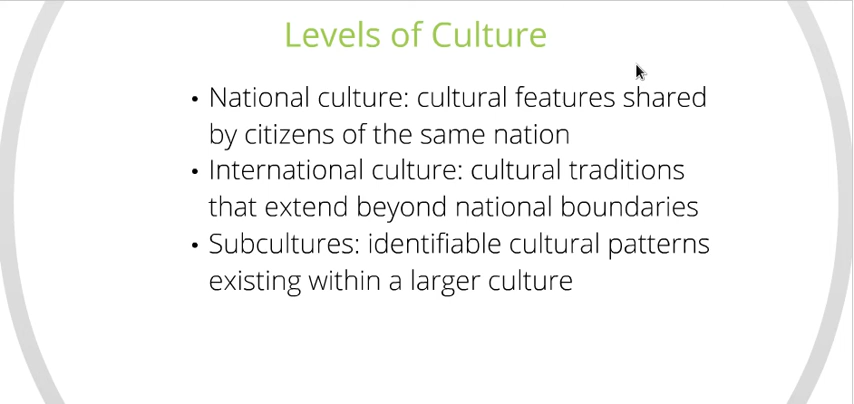 Levels of Culture
• National culture: cultural features shared
by citizens of the same nation
• International culture: cultural traditions
that extend beyond national boundaries
• Subcultures: identifiable cultural patterns
existing within a larger culture